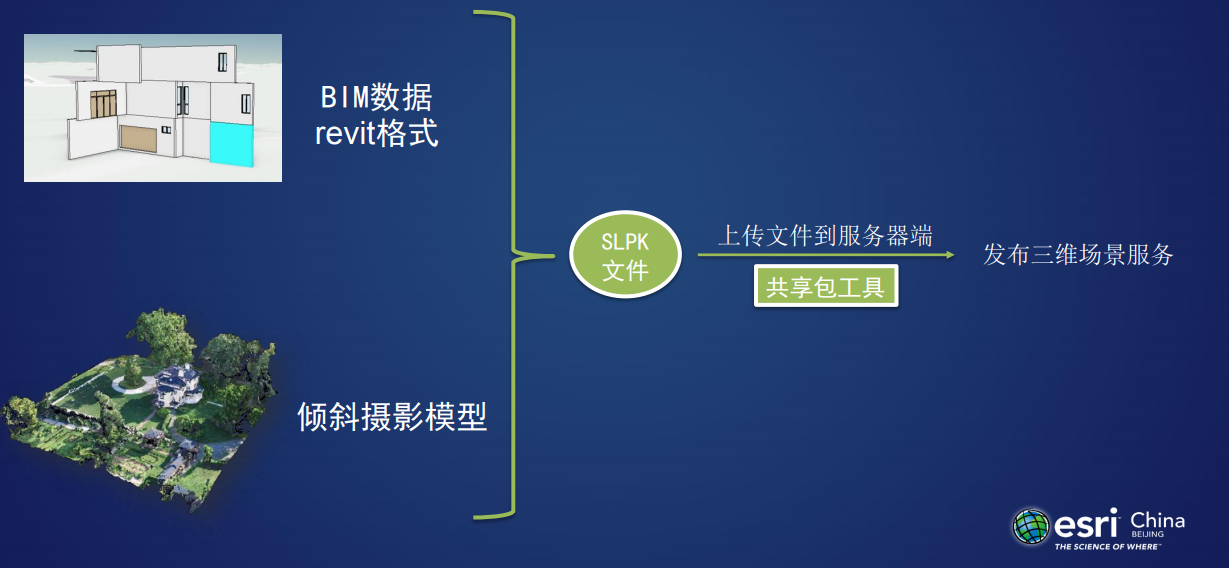 BIM数据
revit格式
SLPK
文件
上传文件到服务器端
共享包工具
发布三维场景服务
倾斜摄影模型
esri China
BEIJING
THE SCIENCE OF WHERE™